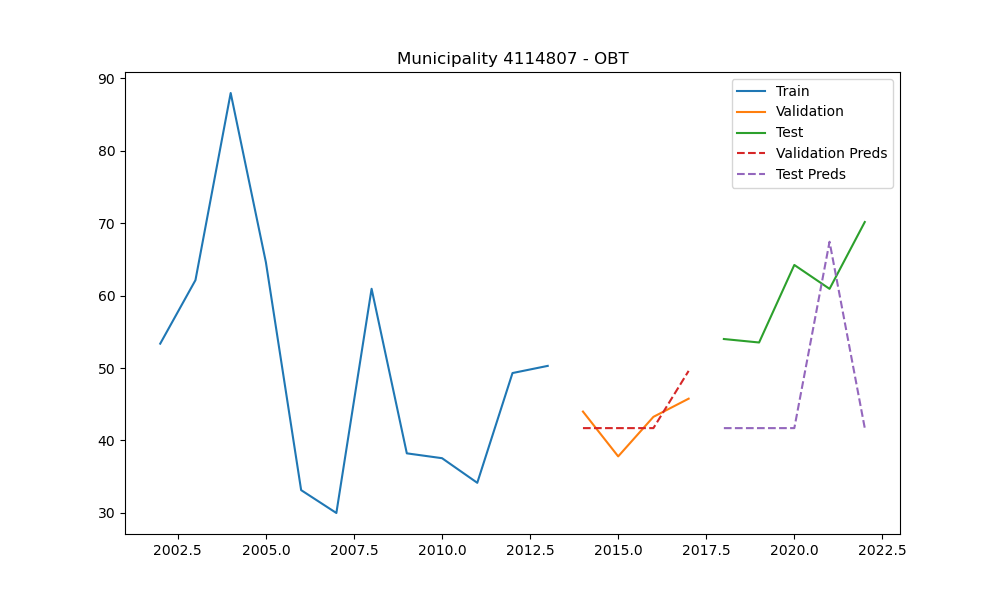 Municipality 4114807 - OBT
90
80
70
60
50
40
30
2002.5 2005.0 2007.5 2010.0 2012.5 2015.0 2017.5 2020.0 2022.5
Train
Validation
Test
Validation Preds
Test Preds